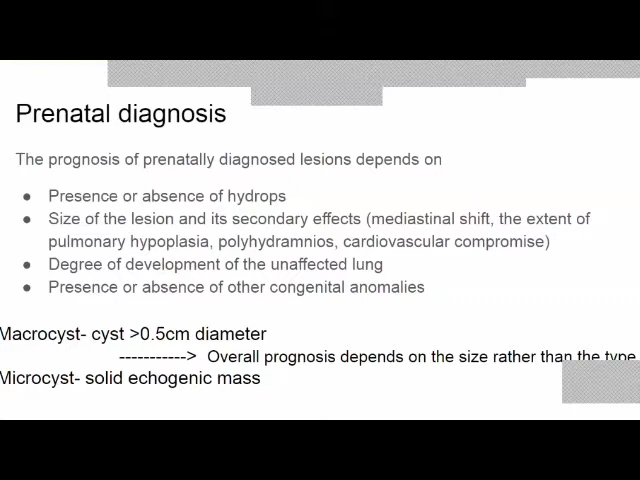 Prenatal diagnosis
The prognosis of prenatally diagnosed lesions depends on
● Presence or absence of hydrops
● Size of the lesion and its secondary effects (mediastinal shift, the extent of
pulmonary hypoplasia, polyhydramnios, cardiovascular compromise)
● Degree of development of the unaffected lung
● Presence or absence of other congenital anomalies
Macrocyst- cyst >0.5cm diameter
-----------> Overall prognosis depends on the size rather than the type
Microcyst- solid echogenic mass